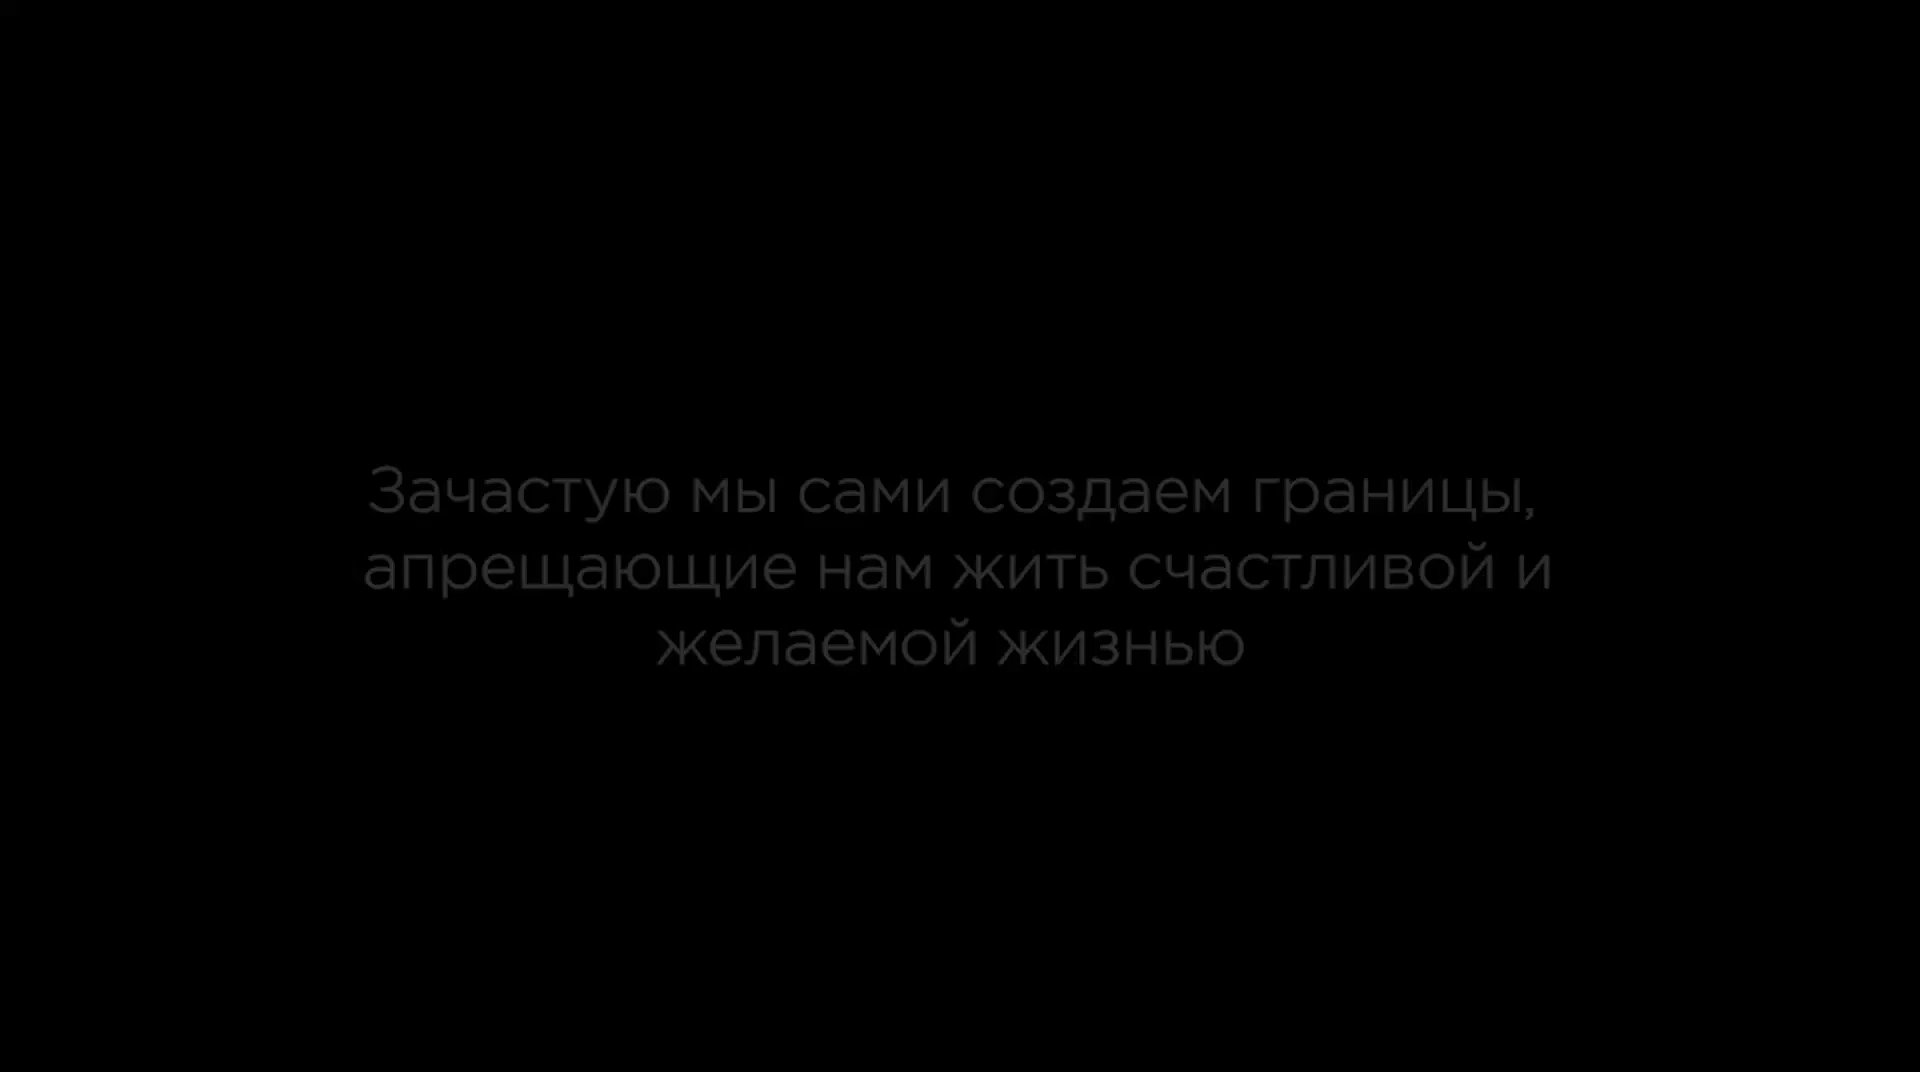 Зачастую мы сами создаем границы,
апрещающие нам жить счастливой и
желаемой жизнью